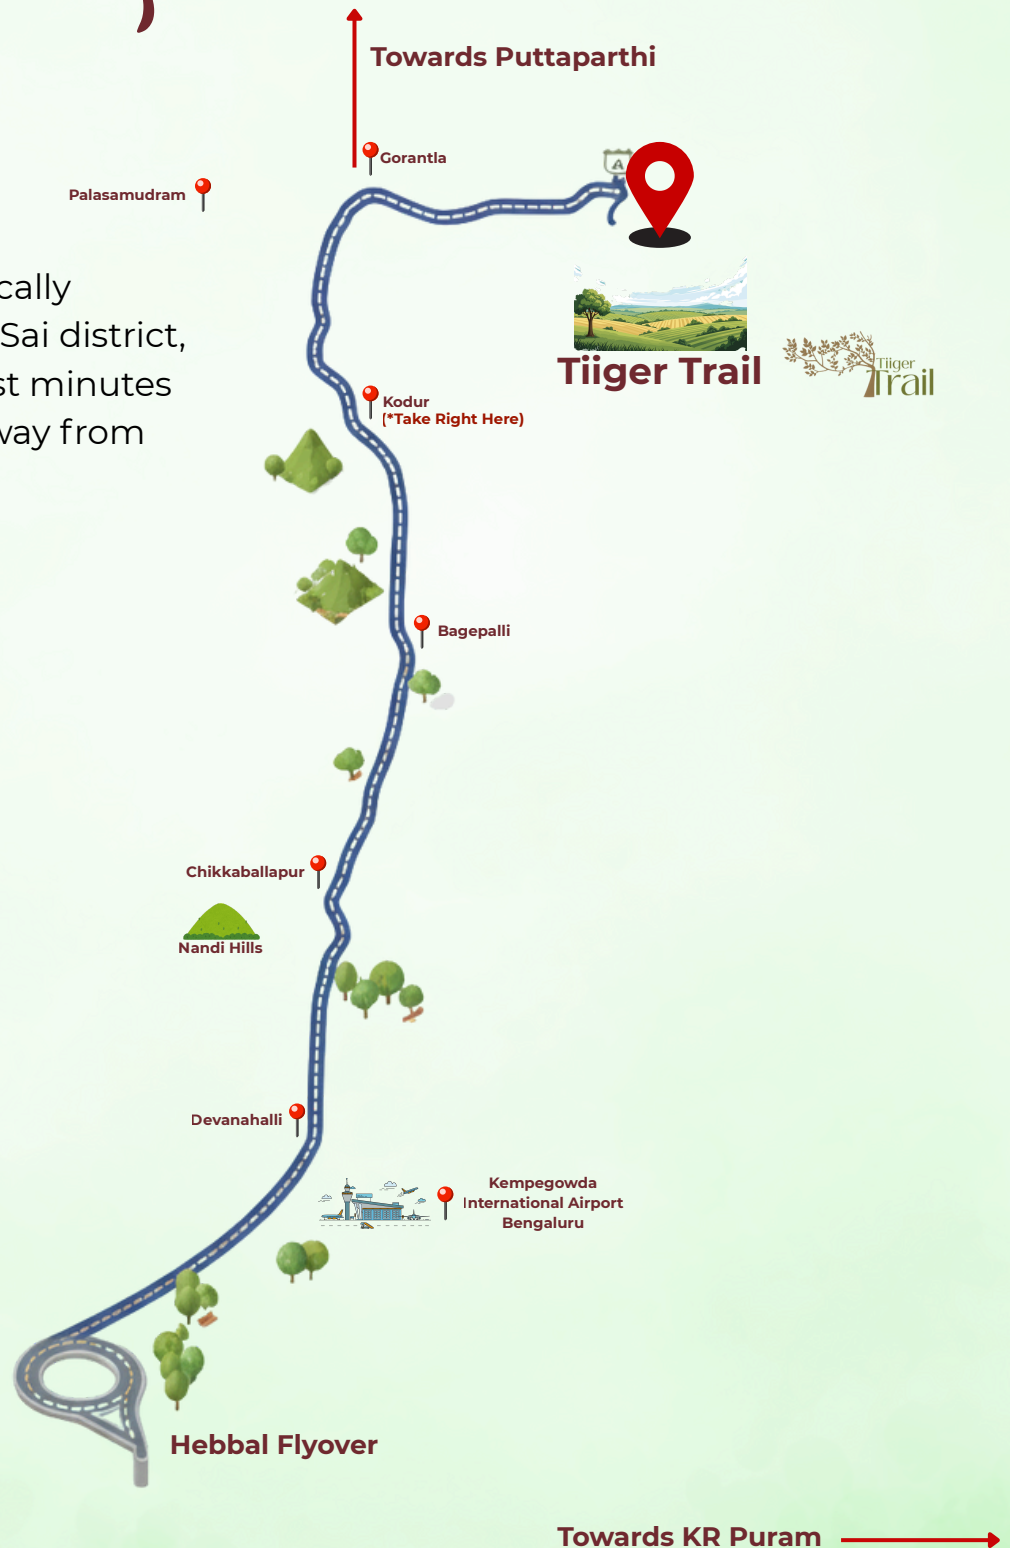 )
Towards Puttaparthi
Gorantla
Palasamudram
A
cally
Sai district,
st minutes
way from
Tiiger Trail
Tiiger
Trail
Kodur
(*Take Right Here)
Bagepalli
Chikkaballapur
Nandi Hills
Devanahalli
Kempegowda
International Airport
Bengaluru
Hebbal Flyover
Towards KR Puram